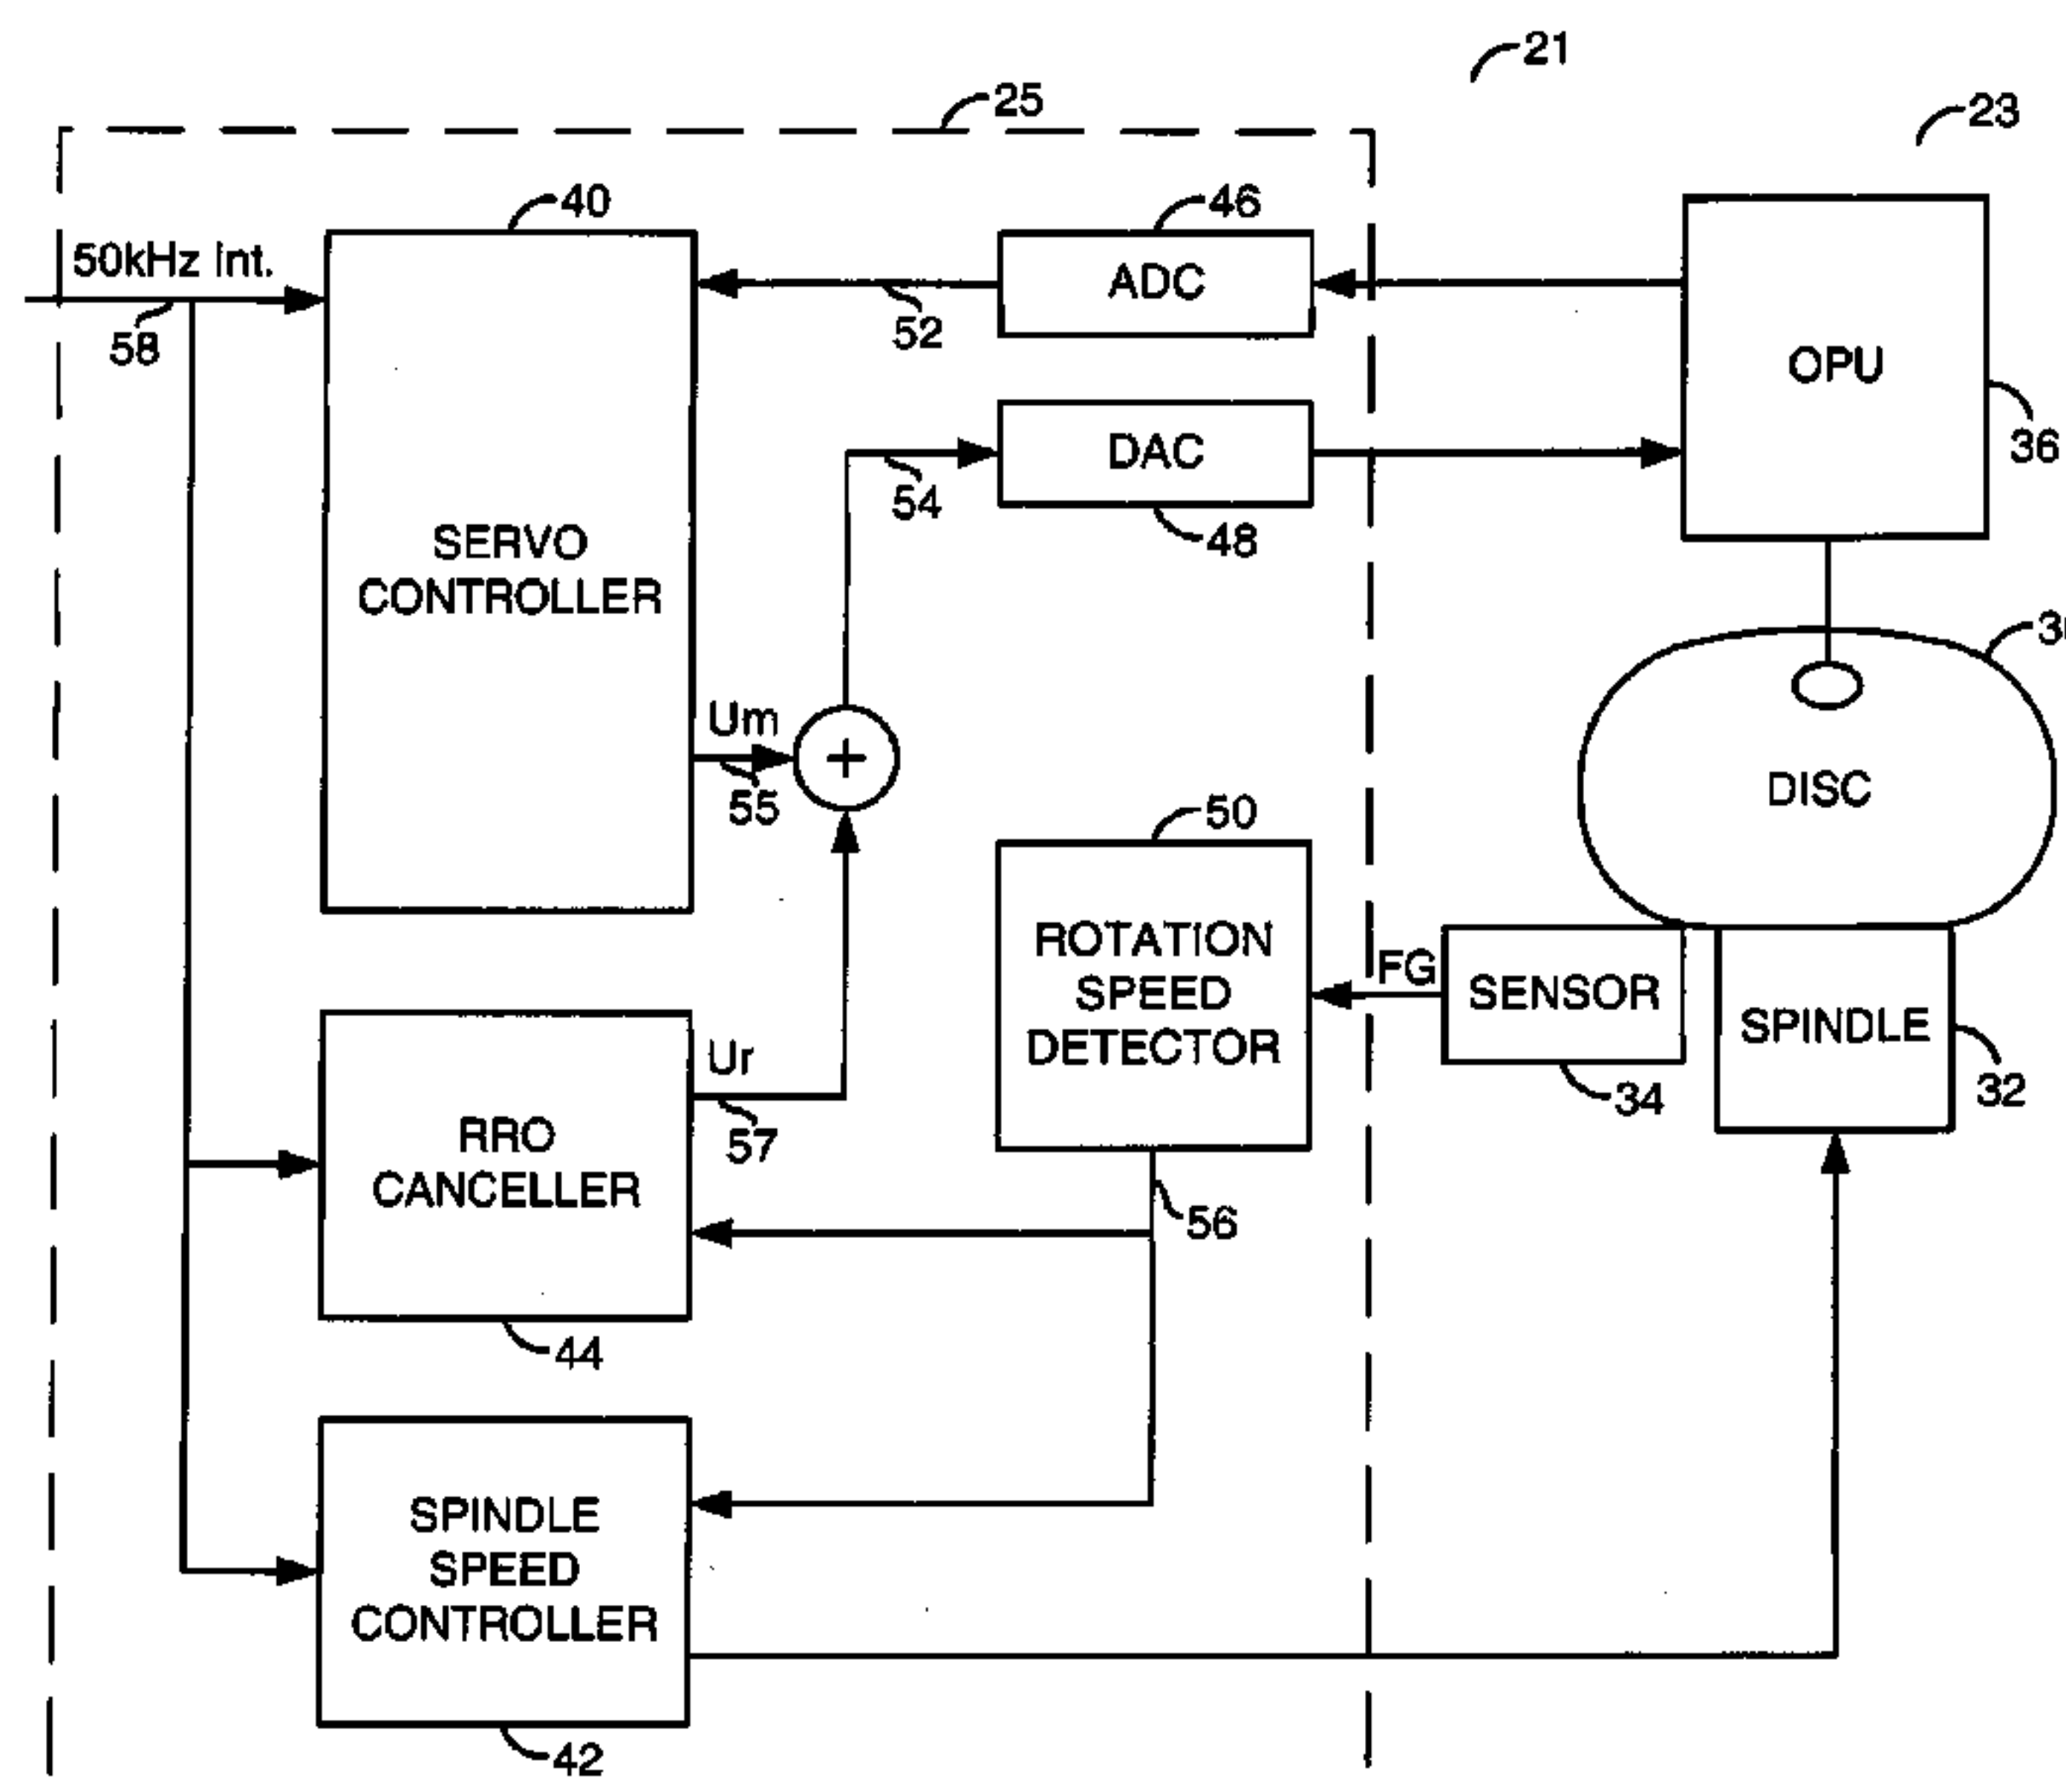 21
25
23
40
46
50kHz Int.
58
ADC
52
OPU
36
DAC
54
48
SERVO
CONTROLLER
Um
55
+
DISC
50
ROTATION
SPEED
DETECTOR
FG
SENSOR
34
SPINDLE
32
Ur
57
RRO
CANCELLER
56
44
SPINDLE
SPEED
CONTROLLER
42